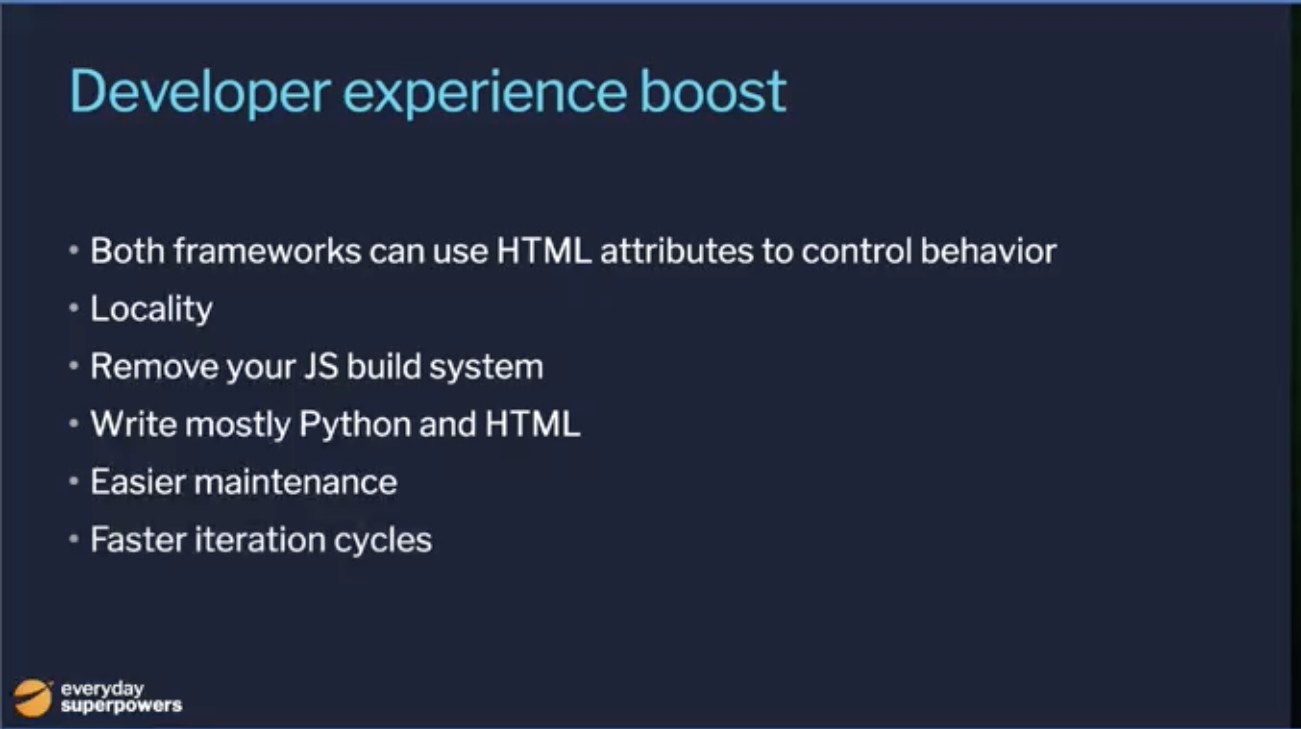 Developer experience boost
• Both frameworks can use HTML attributes to control behavior
• Locality
• Remove your JS build system
• Write mostly Python and HTML
• Easier maintenance
• Faster iteration cycles
everyday
superpowers